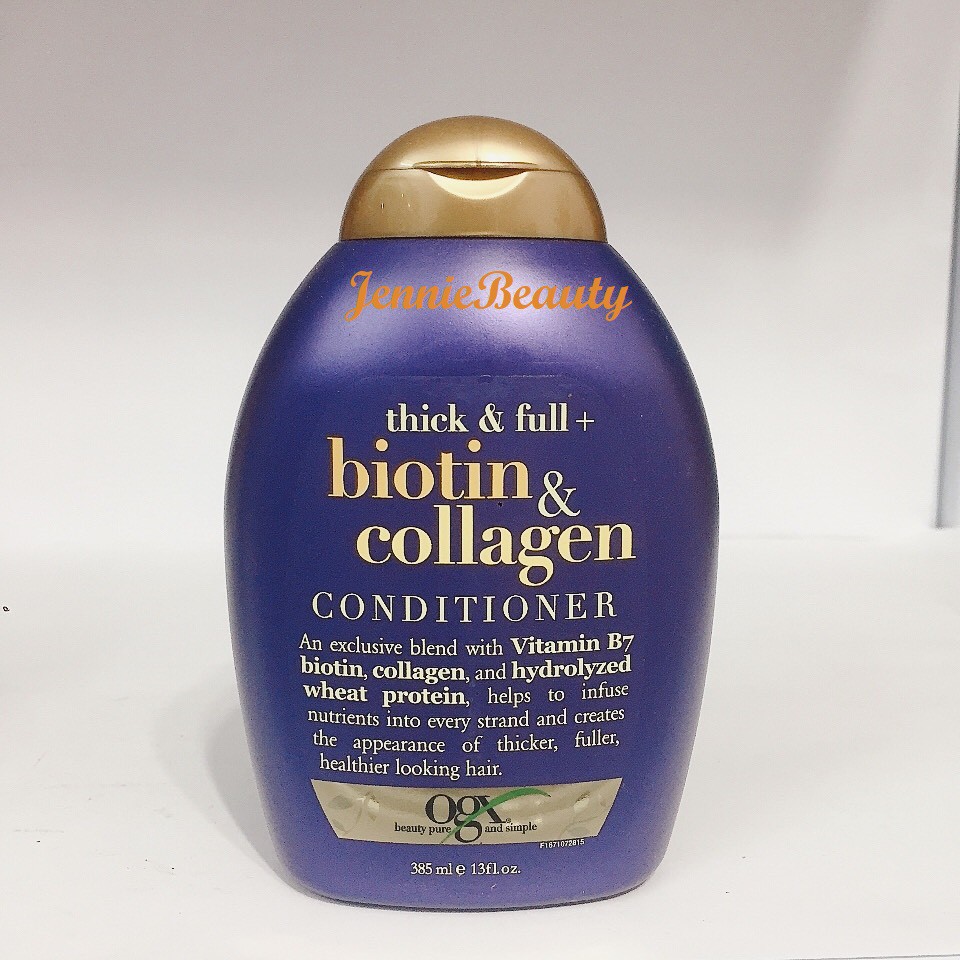 JennieBeauty
thick & full +
biotin &
collagen
CONDITIONER
An exclusive blend with Vitamin B7
biotin, collagen, and hydrolyzed
wheat protein, helps to infuse
nutrients into every strand and creates
the appearance of thicker, fuller,
healthier looking hair.
ogx®
beauty pure and simple
F1671072815
385 ml e 13fl.oz.